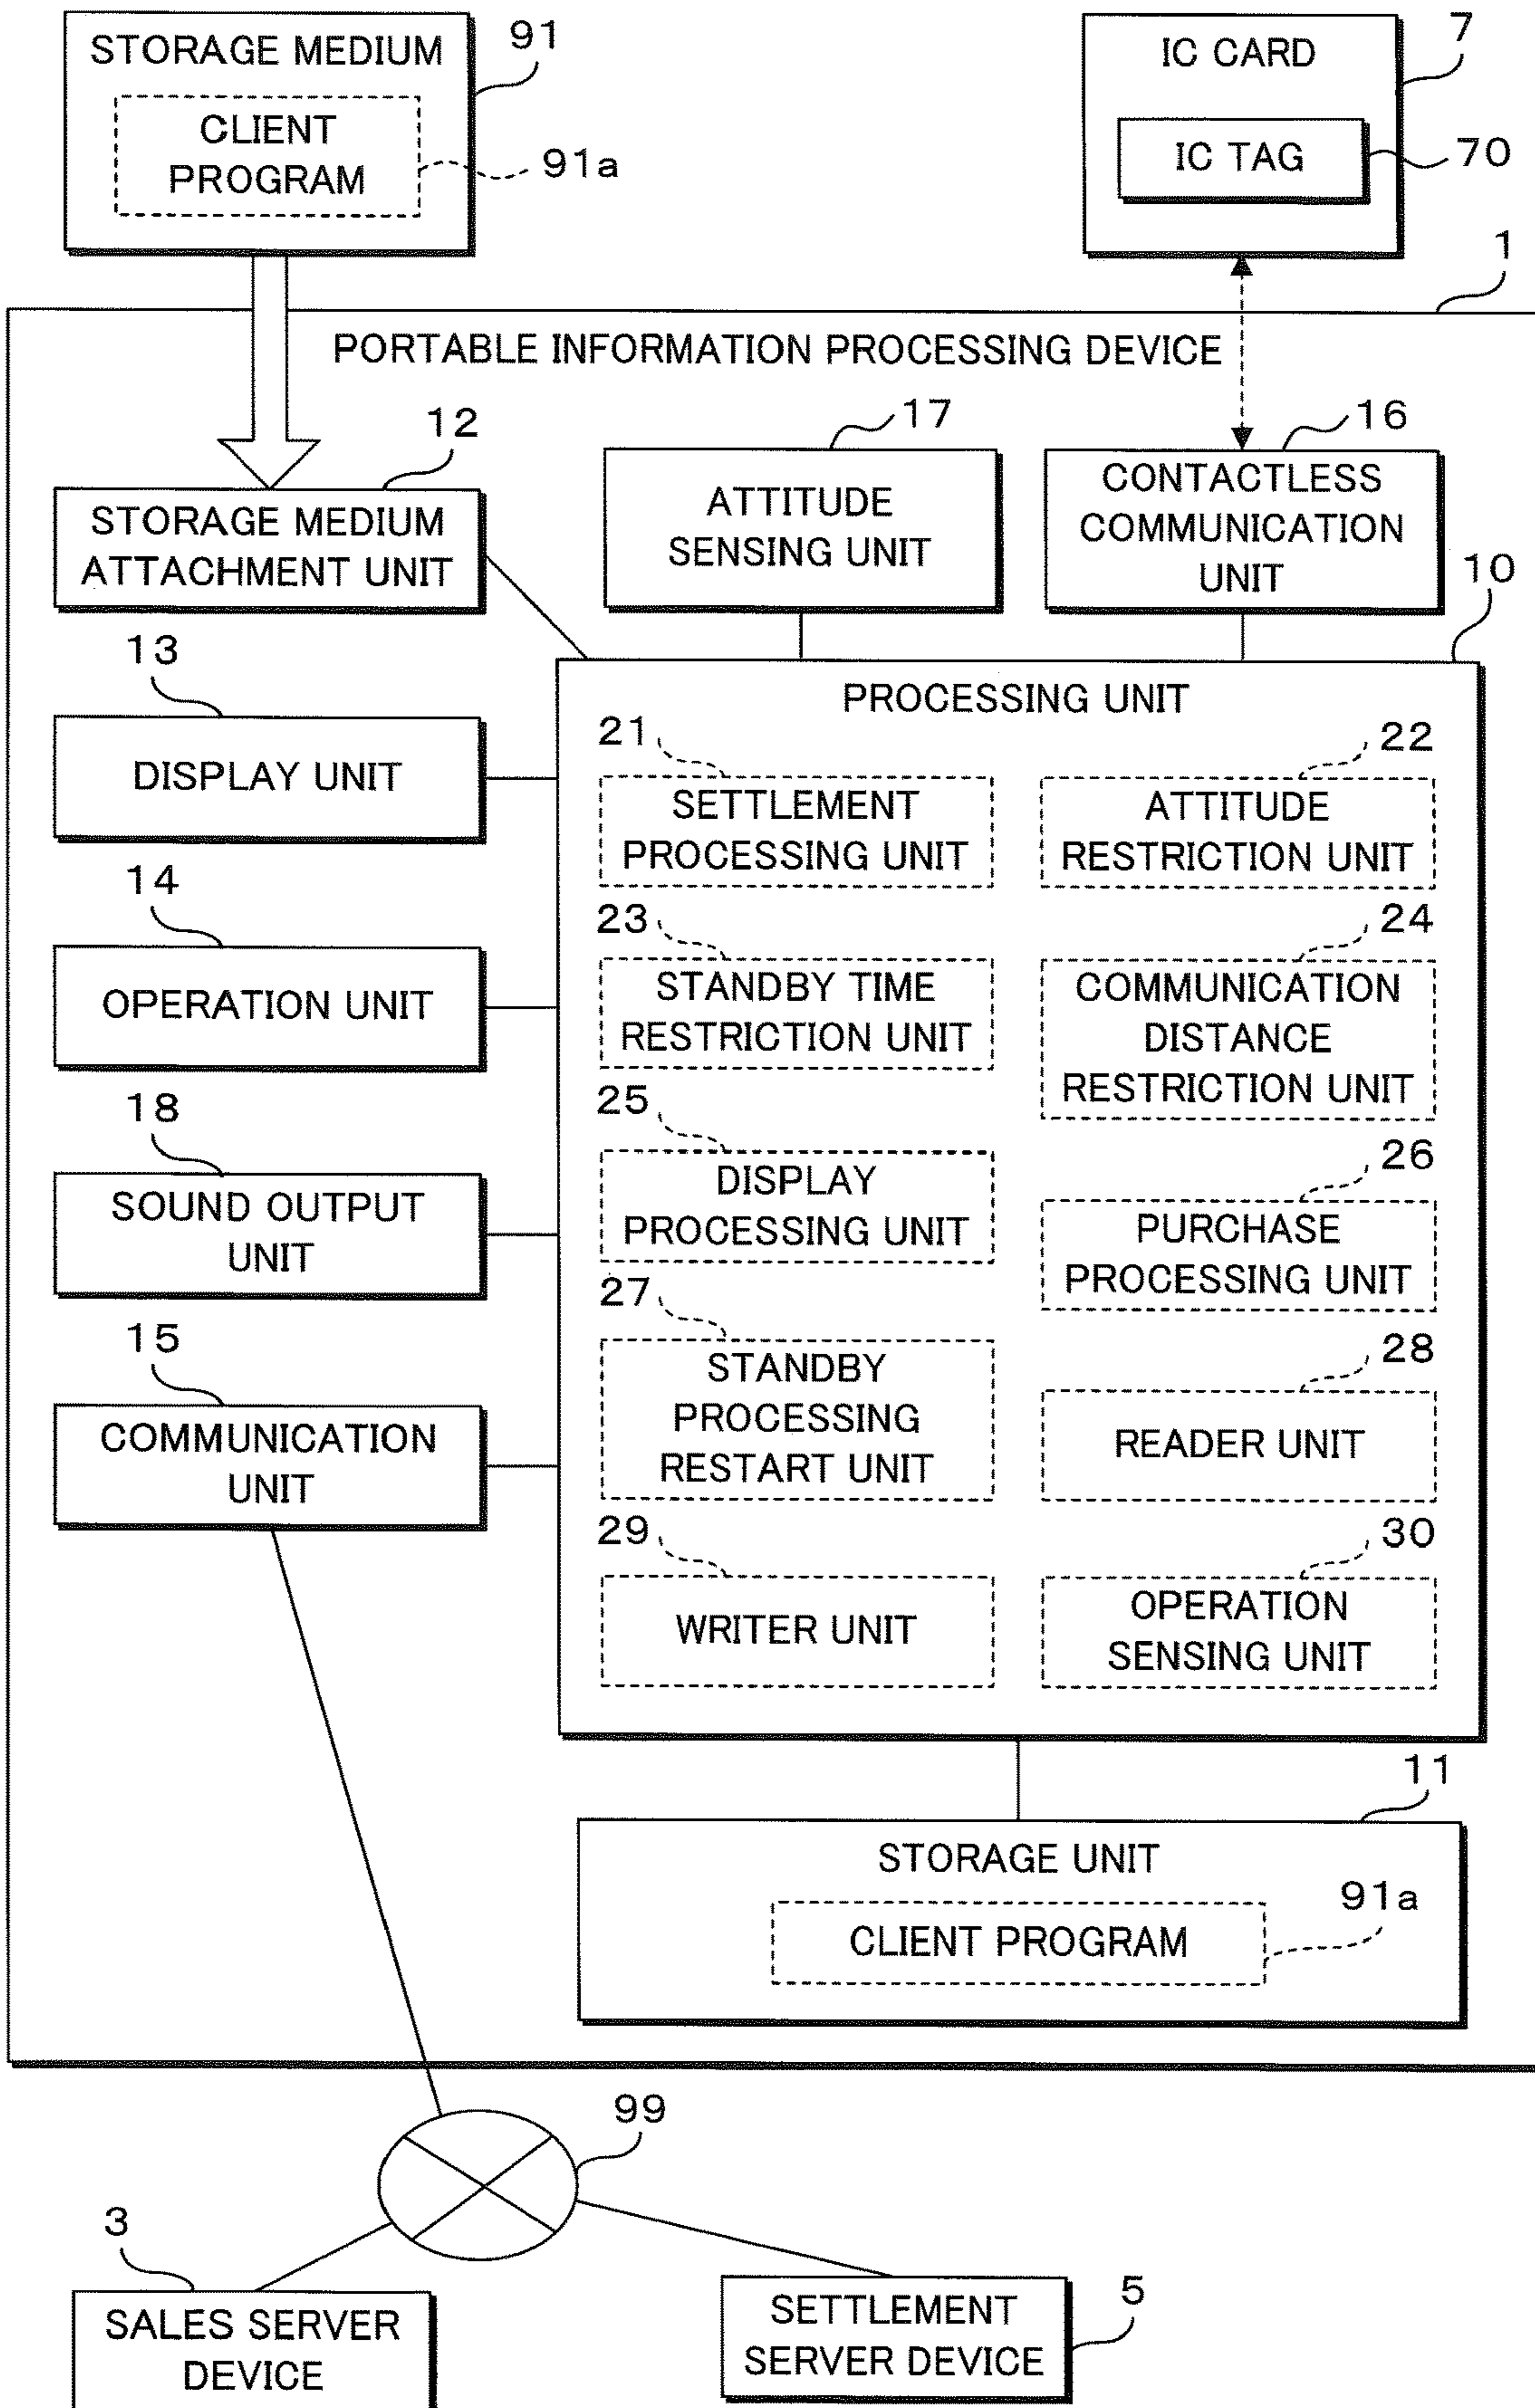 STORAGE MEDIUM
91
CLIENT
PROGRAM
91a
IC CARD
7
IC TAG
70
1
PORTABLE INFORMATION PROCESSING DEVICE
12
STORAGE MEDIUM
ATTACHMENT UNIT
17
ATTITUDE
SENSING UNIT
16
CONTACTLESS
COMMUNICATION
UNIT
10
13
DISPLAY UNIT
14
OPERATION UNIT
18
SOUND OUTPUT
UNIT
15
COMMUNICATION
UNIT
PROCESSING UNIT
21
SETTLEMENT
PROCESSING UNIT
22
ATTITUDE
RESTRICTION UNIT
23
STANDBY TIME
RESTRICTION UNIT
24
COMMUNICATION
DISTANCE
RESTRICTION UNIT
25
DISPLAY
PROCESSING UNIT
26
PURCHASE
PROCESSING UNIT
27
STANDBY
PROCESSING
RESTART UNIT
28
READER UNIT
29
WRITER UNIT
30
OPERATION
SENSING UNIT
11
STORAGE UNIT
91a
CLIENT PROGRAM
99
3
SALES SERVER
DEVICE
SETTLEMENT
SERVER DEVICE
5